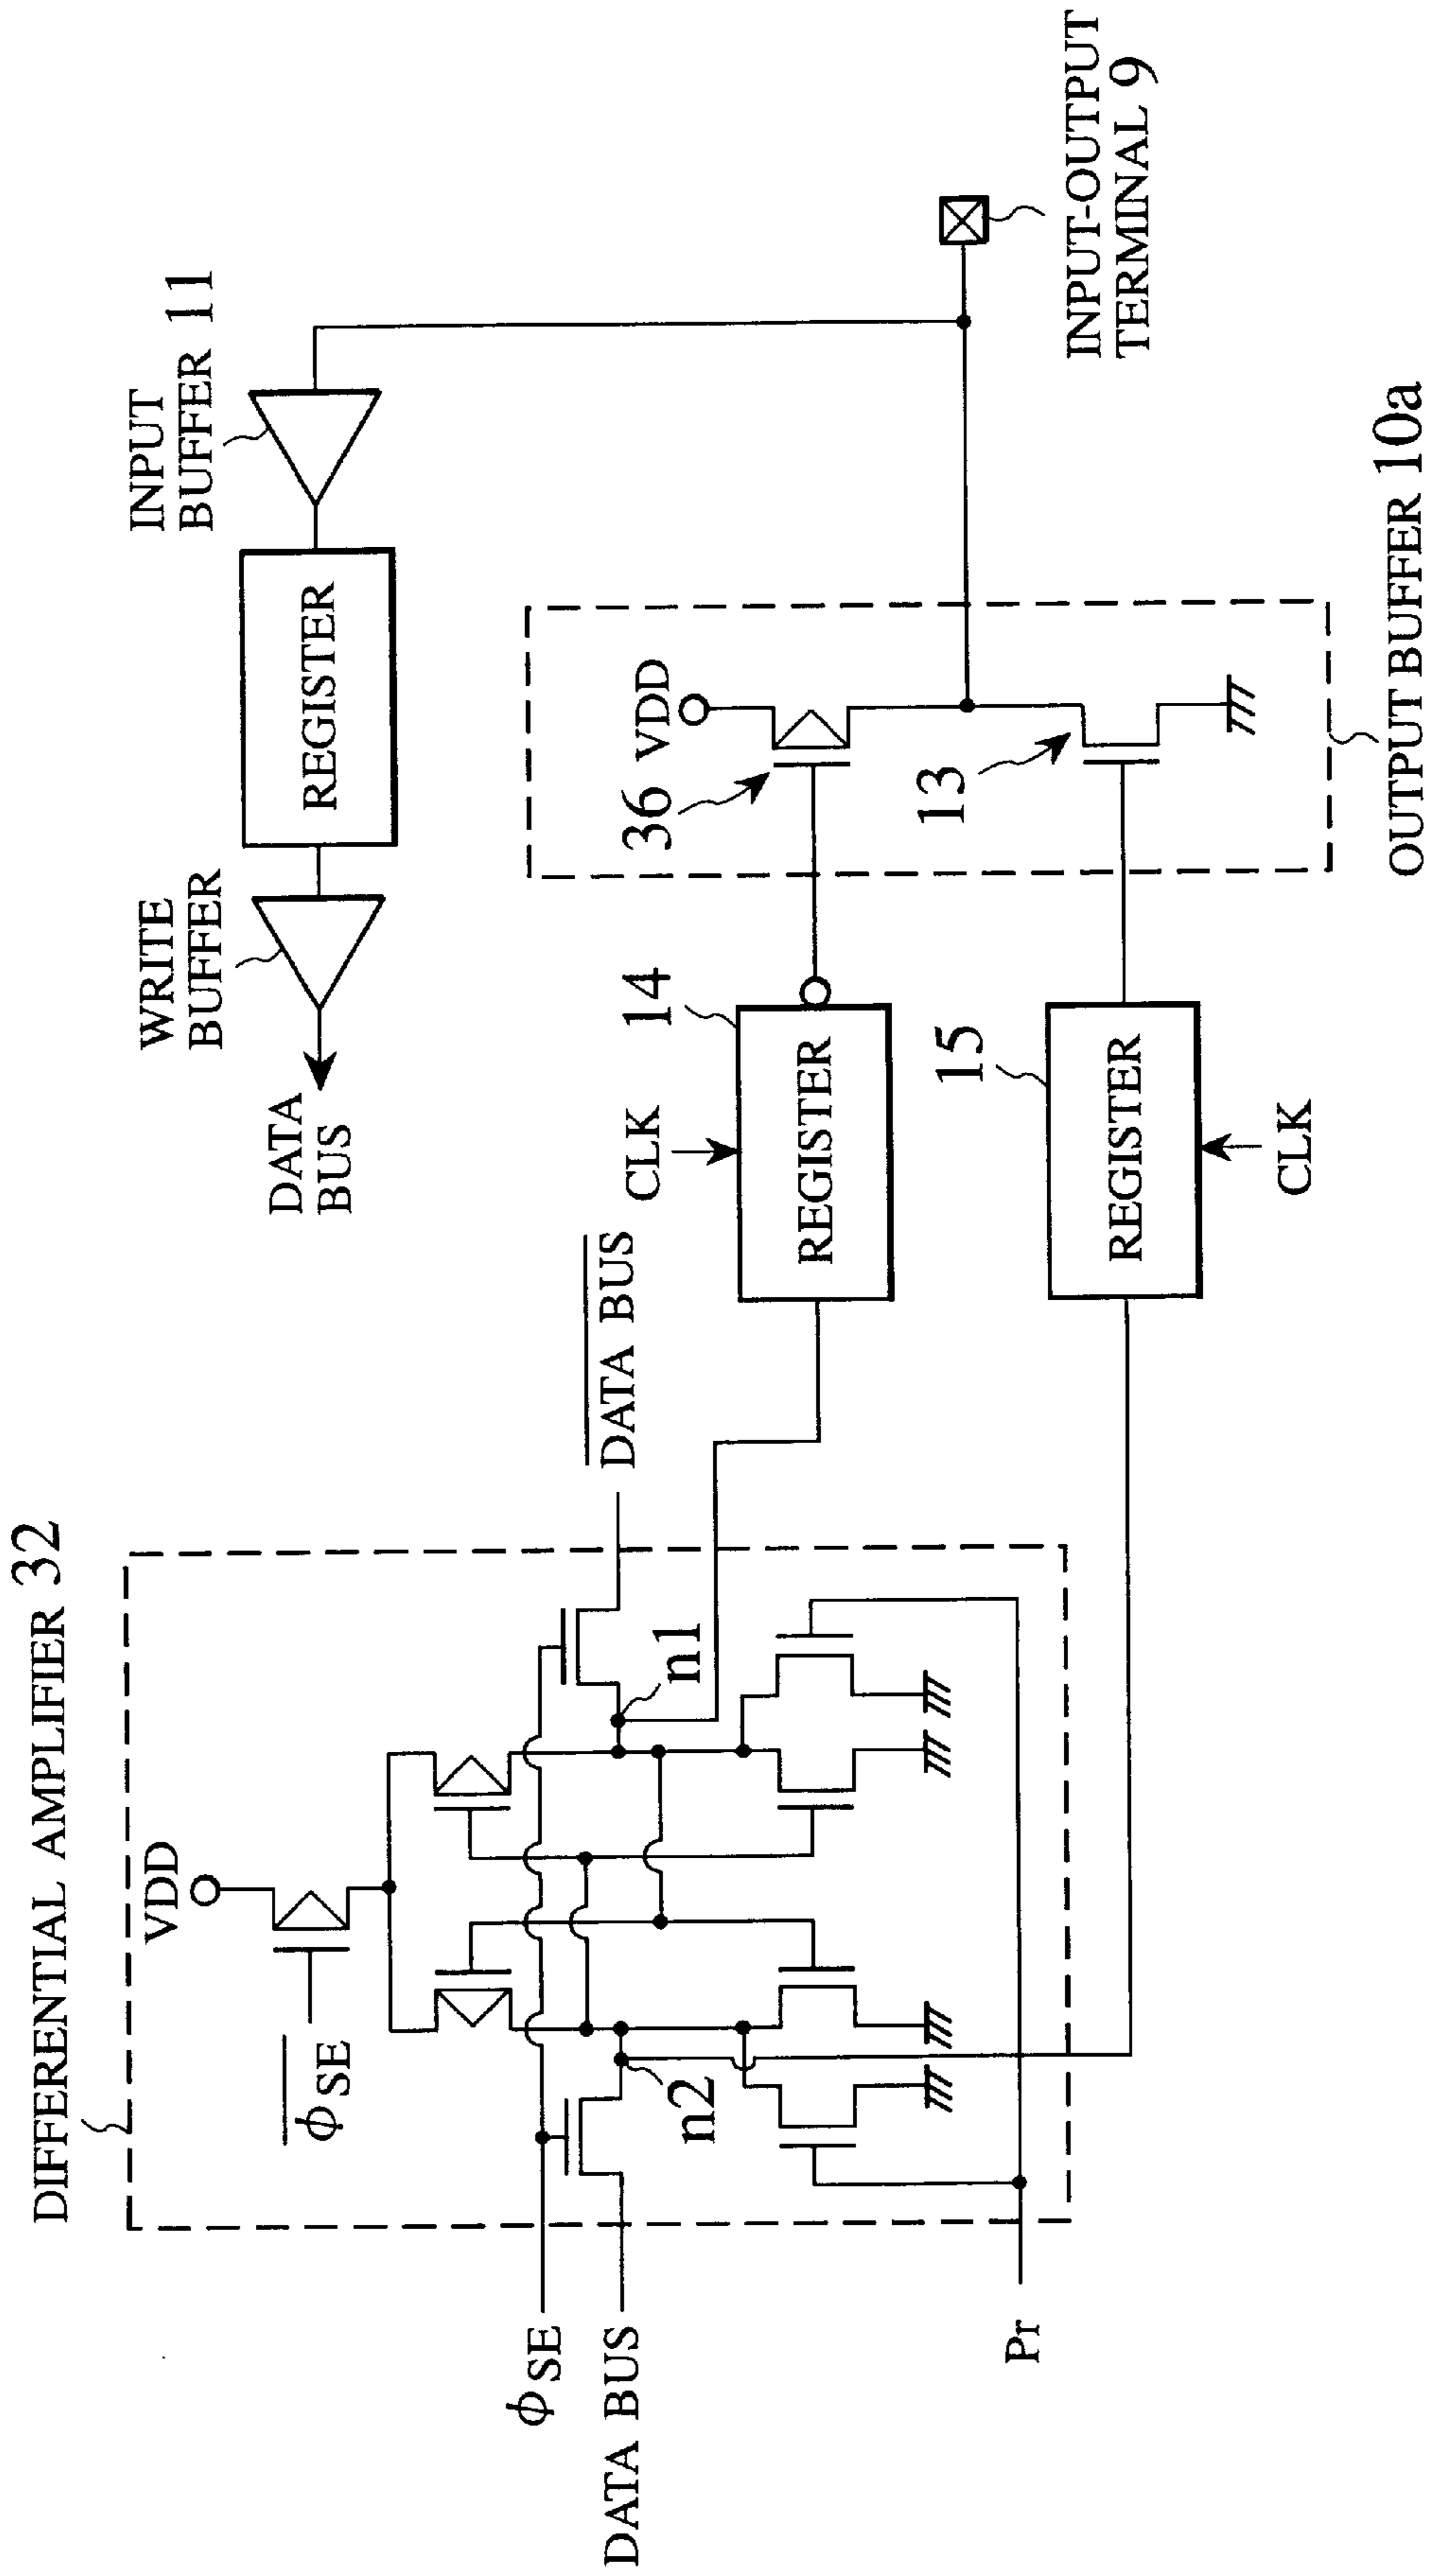 DIFFERENTIAL AMPLIFIER 32
VDD
φSE
φSE
DATA BUS
Pr
n2
n1
DATA BUS
DATA
BUS
WRITE
BUFFER
REGISTER
INPUT
BUFFER 11
CLK
14
REGISTER
15
REGISTER
CLK
36
VDD
13
OUTPUT BUFFER 10a
INPUT-OUTPUT
TERMINAL 9